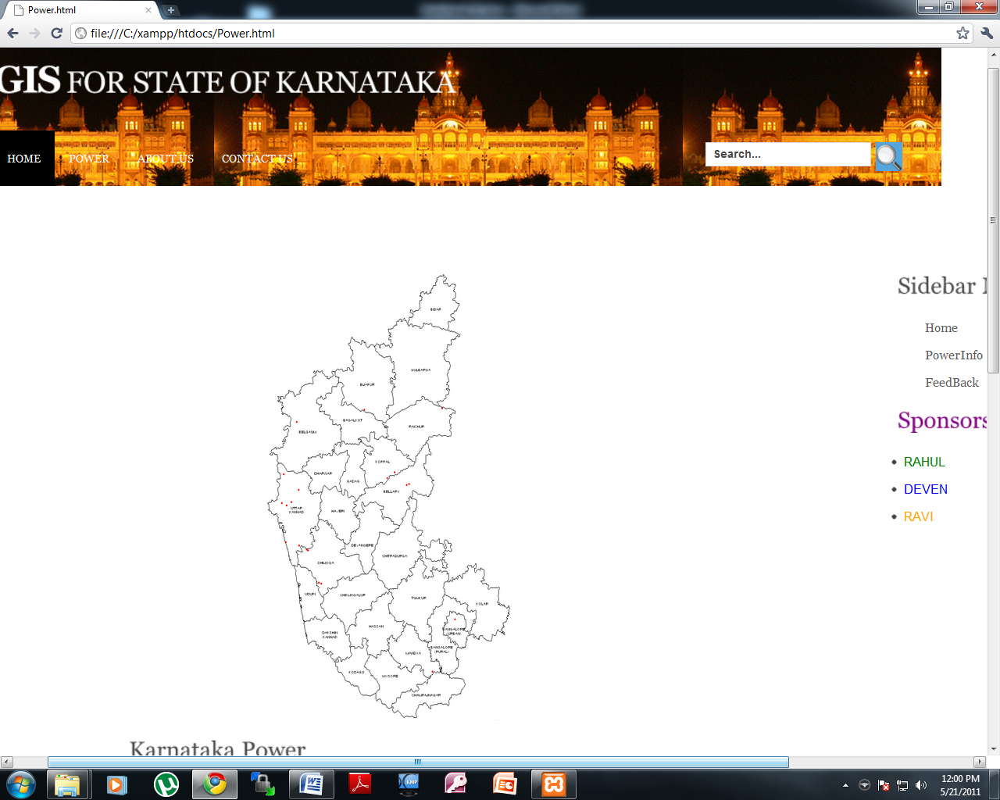 Power.html
file:///C:/xampp/htdocs/Power.html
GIS FOR STATE OF KARNATAKA
HOME POWER ABOUT US CONTACT US
Search...
BIDAR
GULBARGA
BIJAPUR
BAGALKOT
RAICHUR
BELGAUM
KOPPAL
DHARWAR
GADAG
BELLARY
UTTAR
KANNAD
HAVERI
DEVANGERE
CHITRADURGA
SHIMOGA
UDUPI
CHIKMAGALUR
TUMKUR
KOLAR
HASSAN
BANGALORE
(URBAN)
DAKSHIN
KANNAD
MANDYA
BANGALORE
(RURAL)
KODAGU
MYSORE
CHAMRAJNAGAR
Sidebar
Home
PowerInfo
FeedBack
Sponsors
RAHUL
DEVEN
RAVI
Karnataka Power
KMP
12:00 PM
5/21/2011